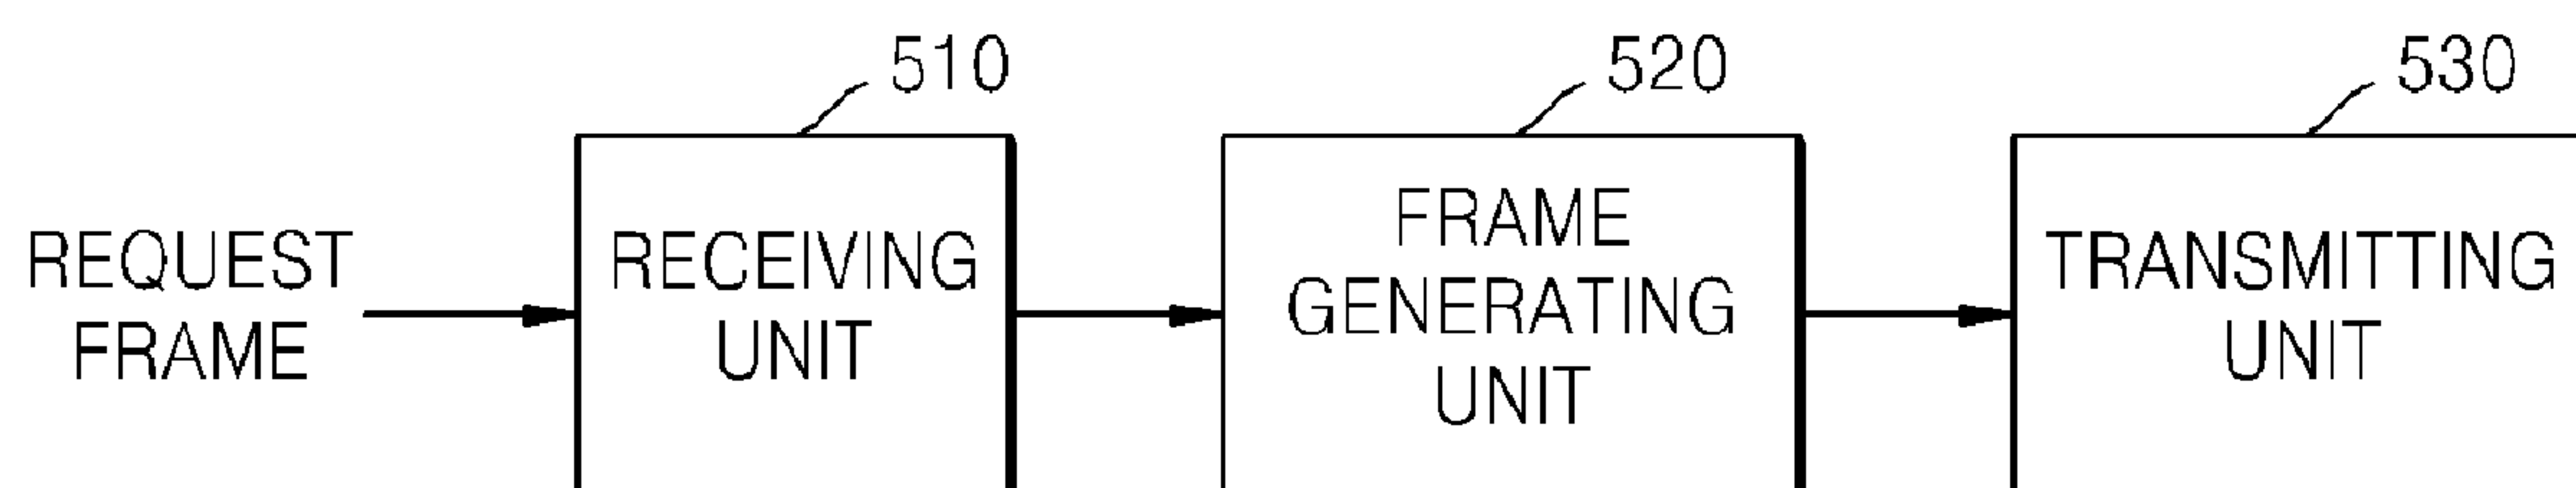 510
520
530
REQUEST
FRAME
RECEIVING
UNIT
FRAME
GENERATING
UNIT
TRANSMITTING
UNIT